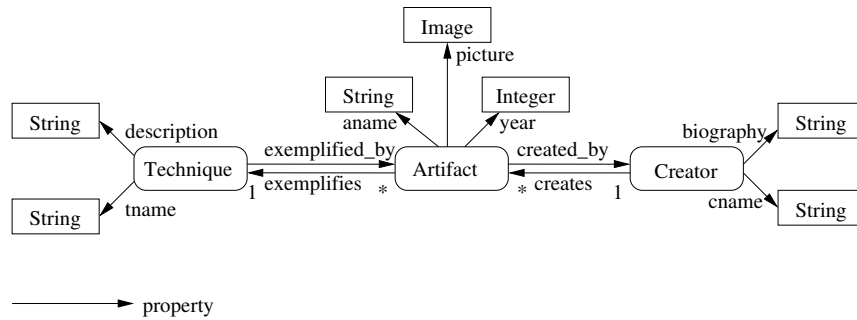 Image
picture
String
Integer
aname
year
String
description
biography
String
exemplified_by
created_by
Technique
Artifact
Creator
exemplifies
creates
1
*
*
1
String
tname
cname
String
property